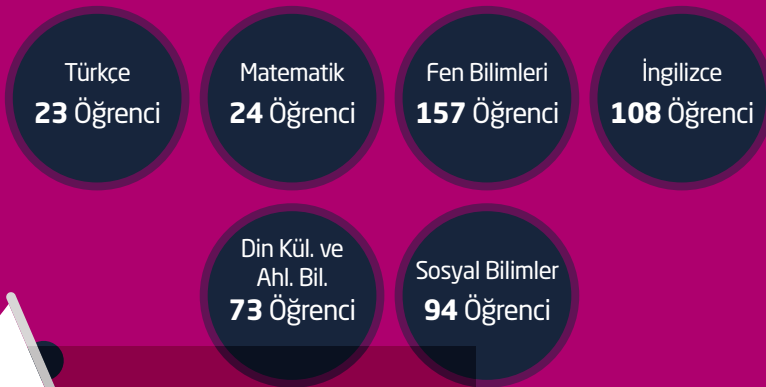 Türkçe
23 Öğrenci
Matematik
24 Öğrenci
Fen Bilimleri
157 Öğrenci
İngilizce
108 Öğrenci
Din Kül. ve
Ahl. Bil.
73 Öğrenci
Sosyal Bilimler
94 Öğrenci